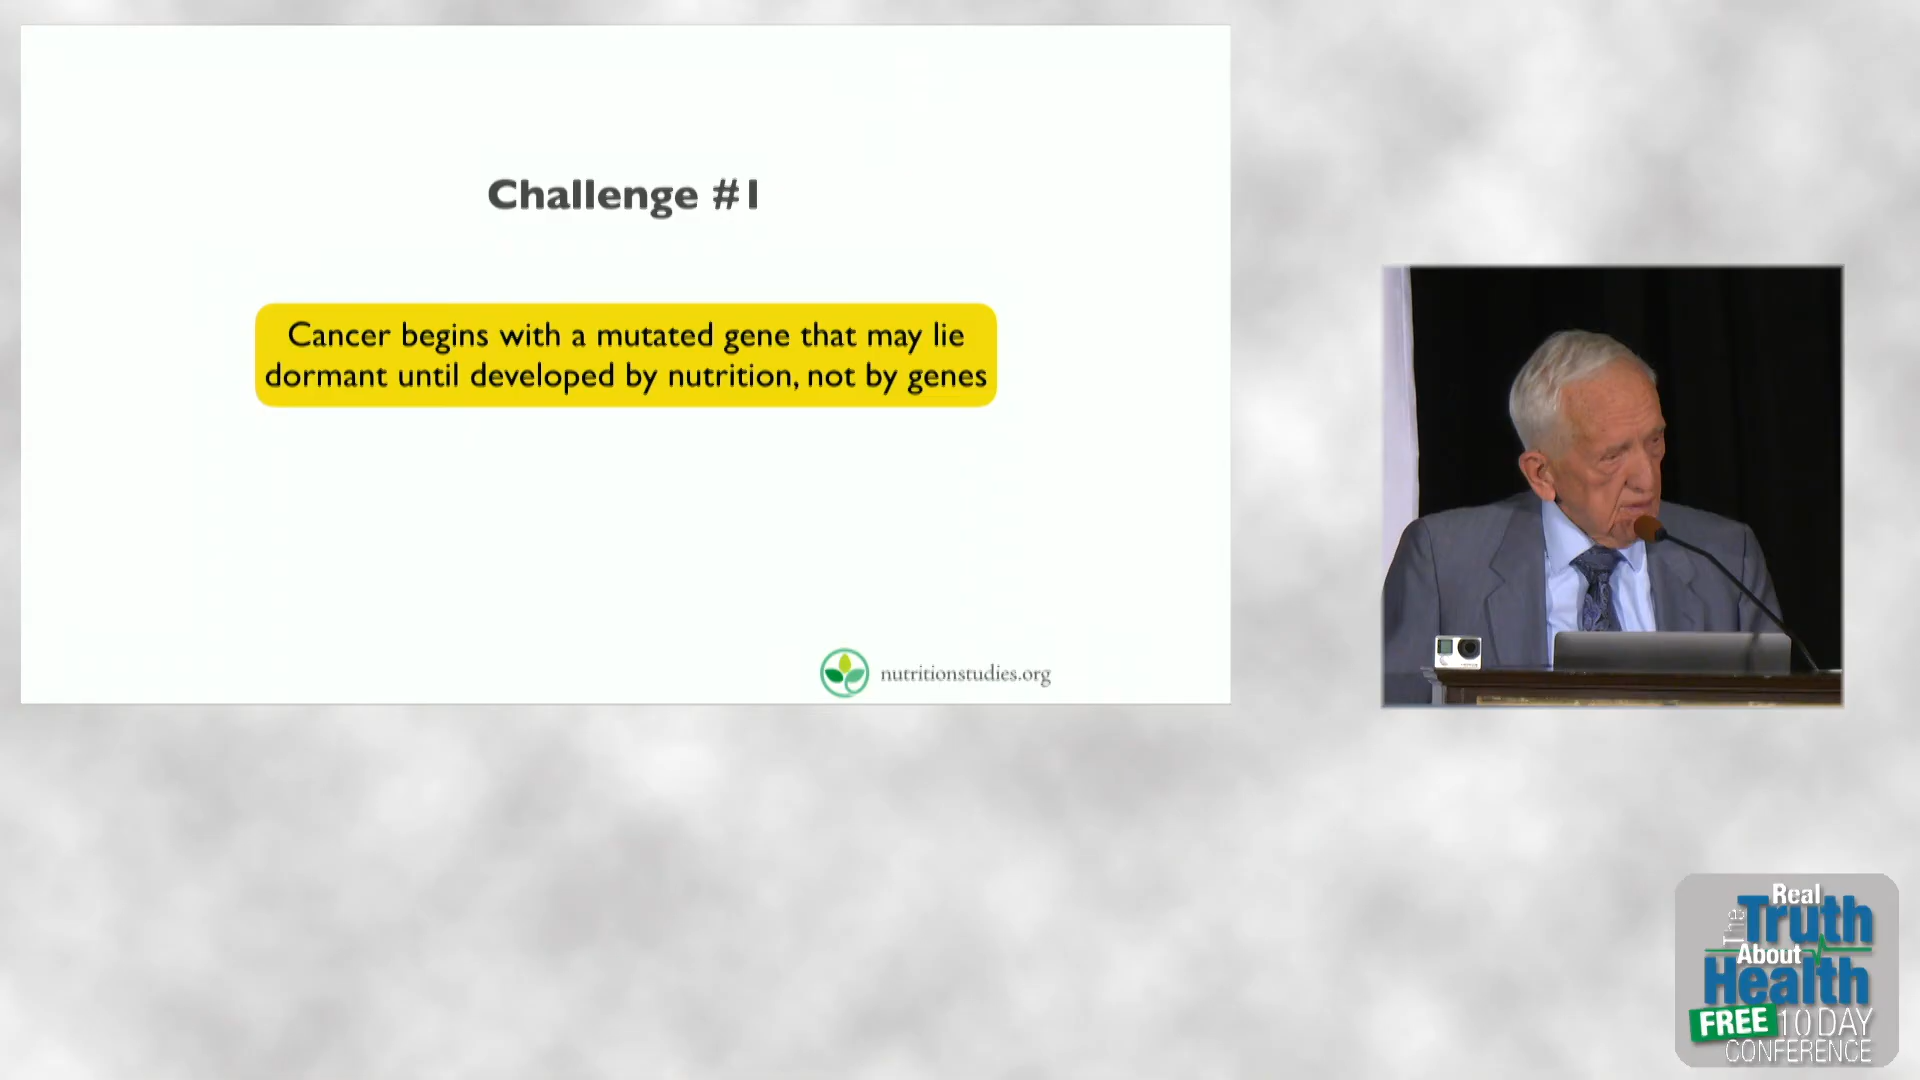 Challenge #1
Cancer begins with a mutated gene that may lie
dormant until developed by nutrition, not by genes
nutritionstudies.org
The Real
Truth
About
Health
FREE 10 DAY
CONFERENCE